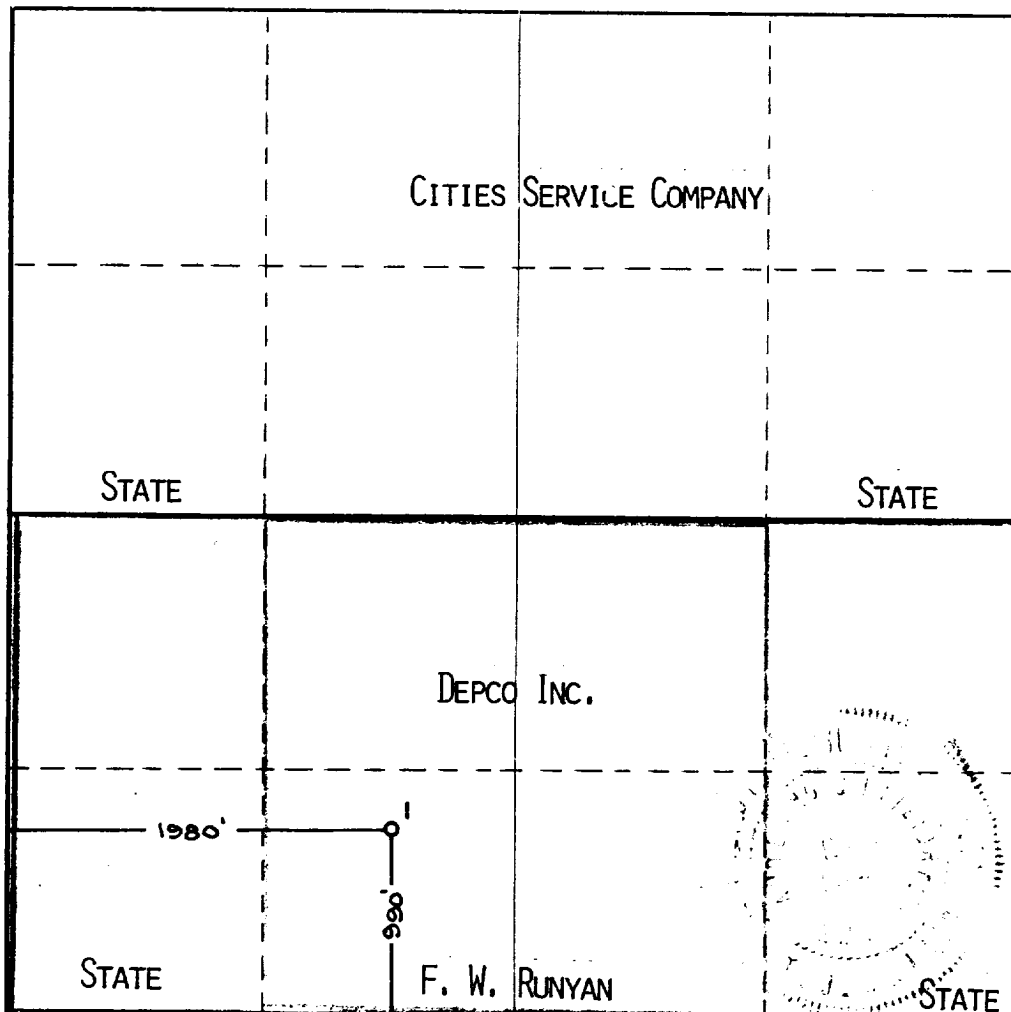 CITIES SERVICE COMPANY
STATE
STATE
DEPCO INC.
1
1980'
990'
STATE
F. W. RUNYAN
STATE